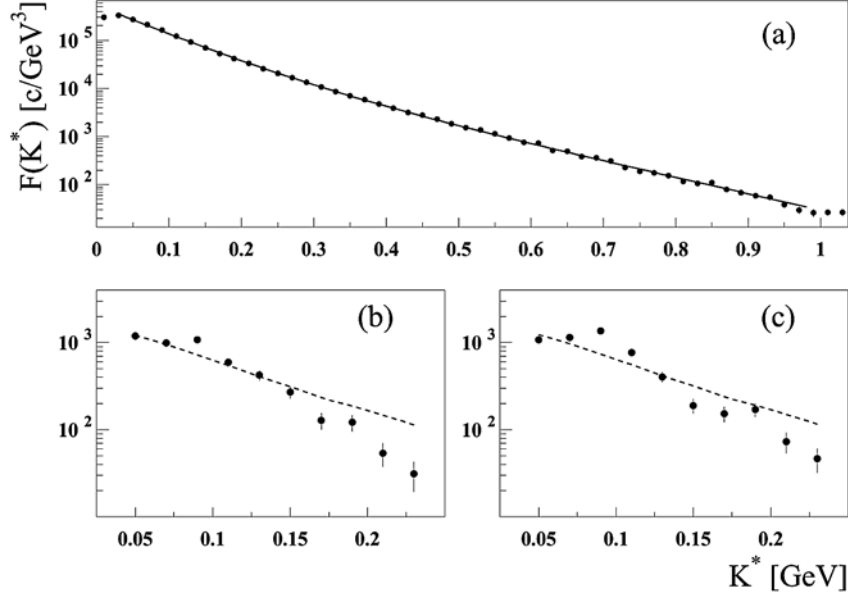 F(K*) [c/GeV³]
(a)
10⁵
10⁴
10³
10²
0 0.1 0.2 0.3 0.4 0.5 0.6 0.7 0.8 0.9 1
(b) (c)
10³ 10³
10² 10²
0.05 0.1 0.15 0.2 0.05 0.1 0.15 0.2
K* [GeV]